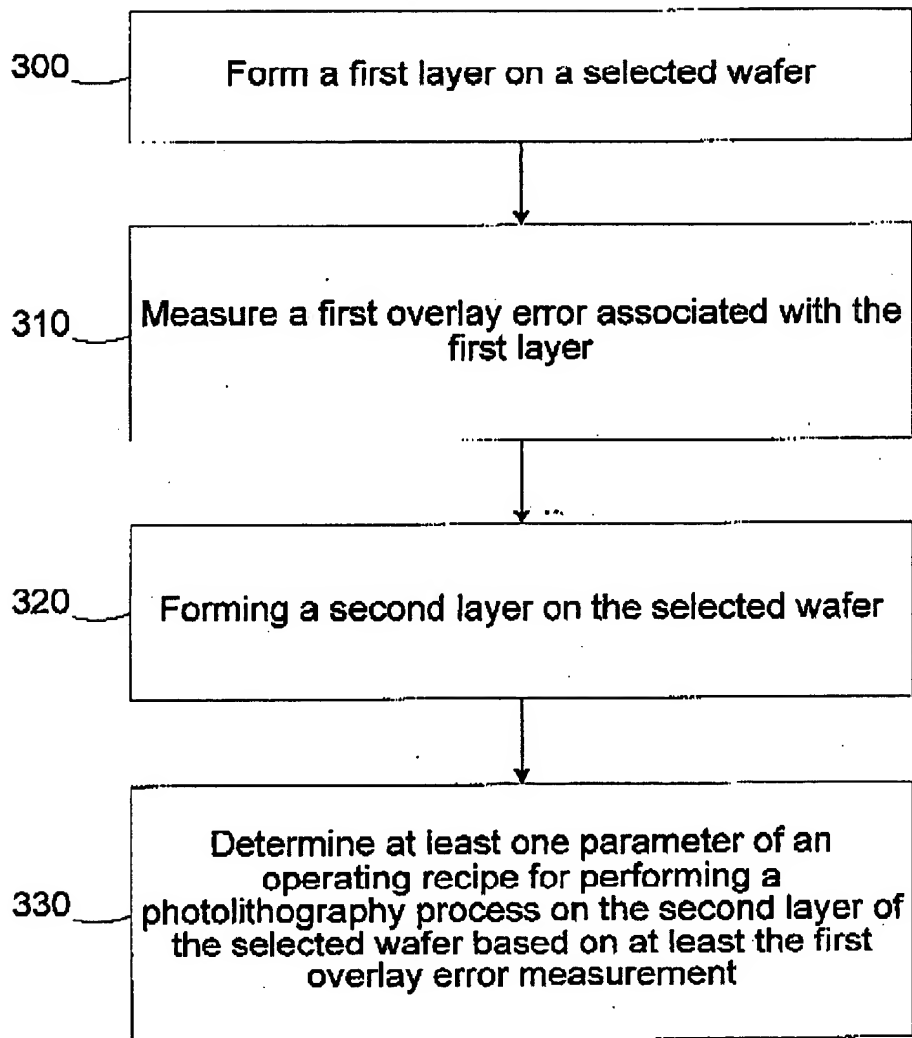 300
Form a first layer on a selected wafer
310
Measure a first overlay error associated with the
first layer
320
Forming a second layer on the selected wafer
330
Determine at least one parameter of an
operating recipe for performing a
photolithography process on the second layer of
the selected wafer based on at least the first
overlay error measurement